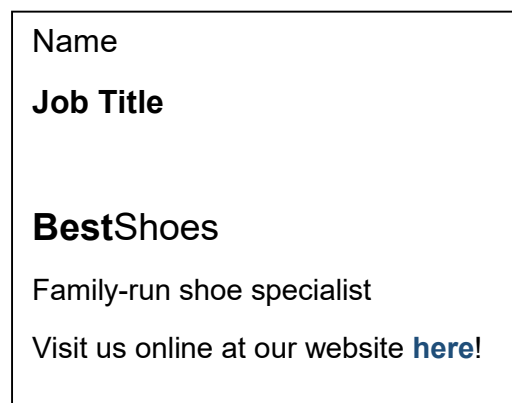 Name
Job Title
BestShoes
Family-run shoe specialist
Visit us online at our website here!